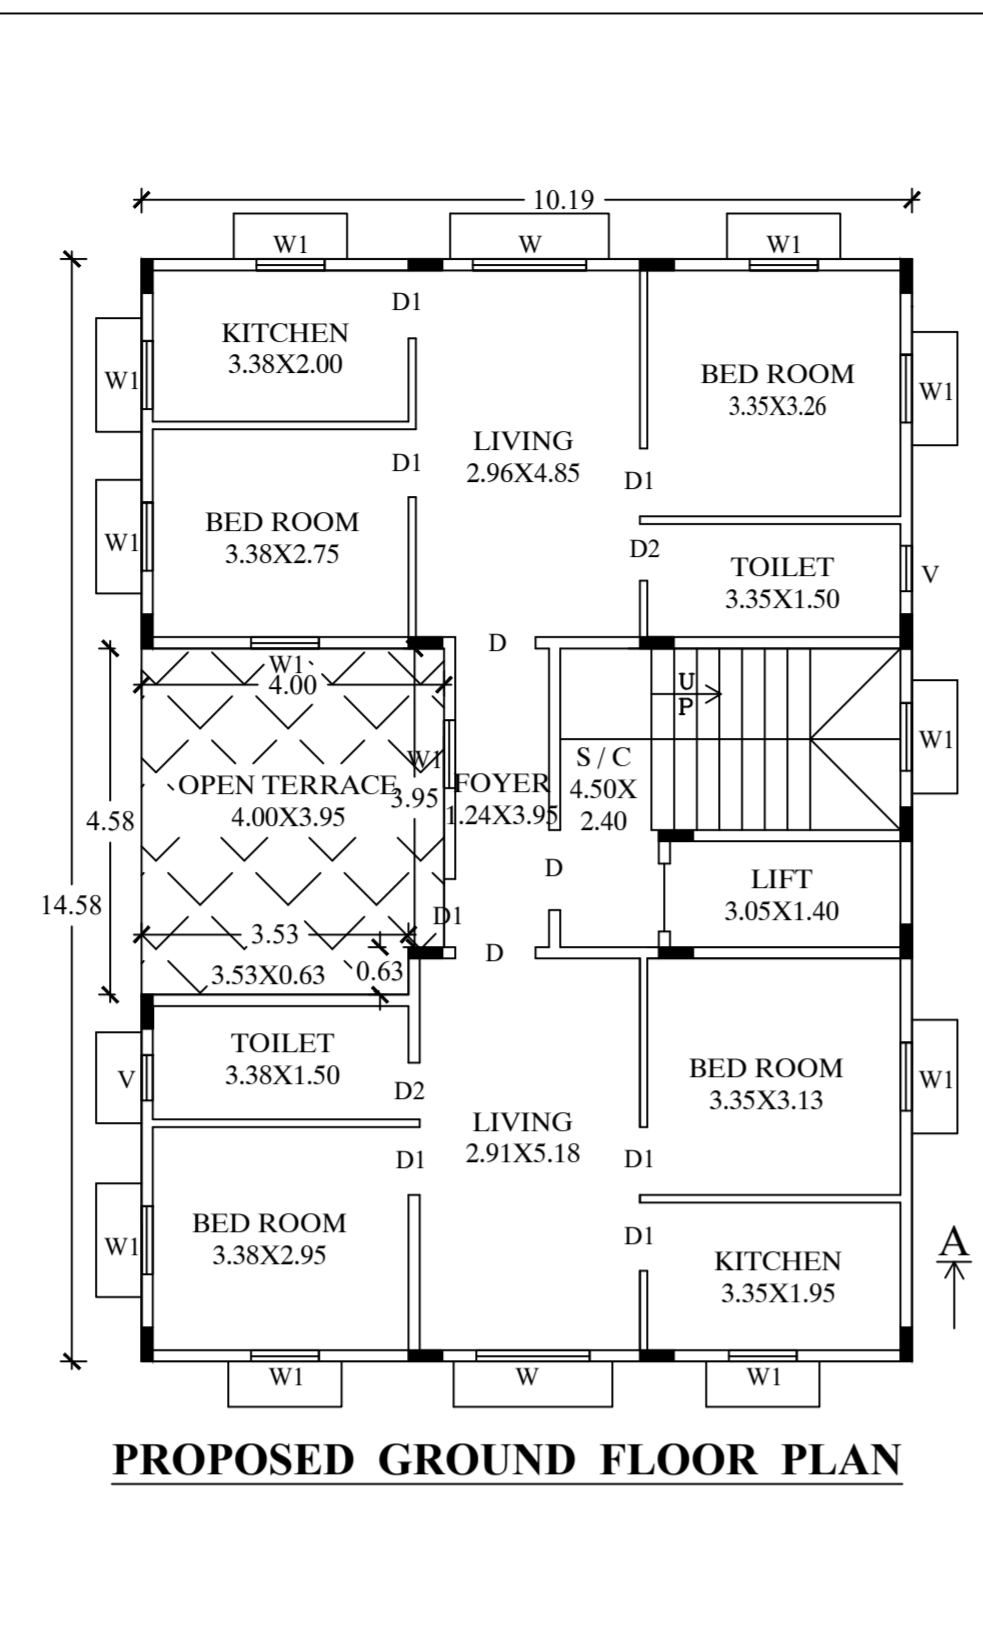 10.19
W1
W
W1
D1
KITCHEN
3.38X2.00
W1
BED ROOM
3.35X3.26
W1
LIVING
2.96X4.85
D1
D1
BED ROOM
3.38X2.75
W1
D2
TOILET
3.35X1.50
V
D
W1
4.00
U
P
W1
S / C
4.50X
2.40
W1
FOYER
1.24X3.95
OPEN TERRACE
4.00X3.95
3.95
4.58
14.58
D
LIFT
3.05X1.40
D1
3.53
D
3.53X0.63
0.63
TOILET
3.38X1.50
V
D2
BED ROOM
3.35X3.13
W1
LIVING
2.91X5.18
D1
D1
BED ROOM
3.38X2.95
W1
D1
KITCHEN
3.35X1.95
A
W1
W
W1
PROPOSED GROUND FLOOR PLAN